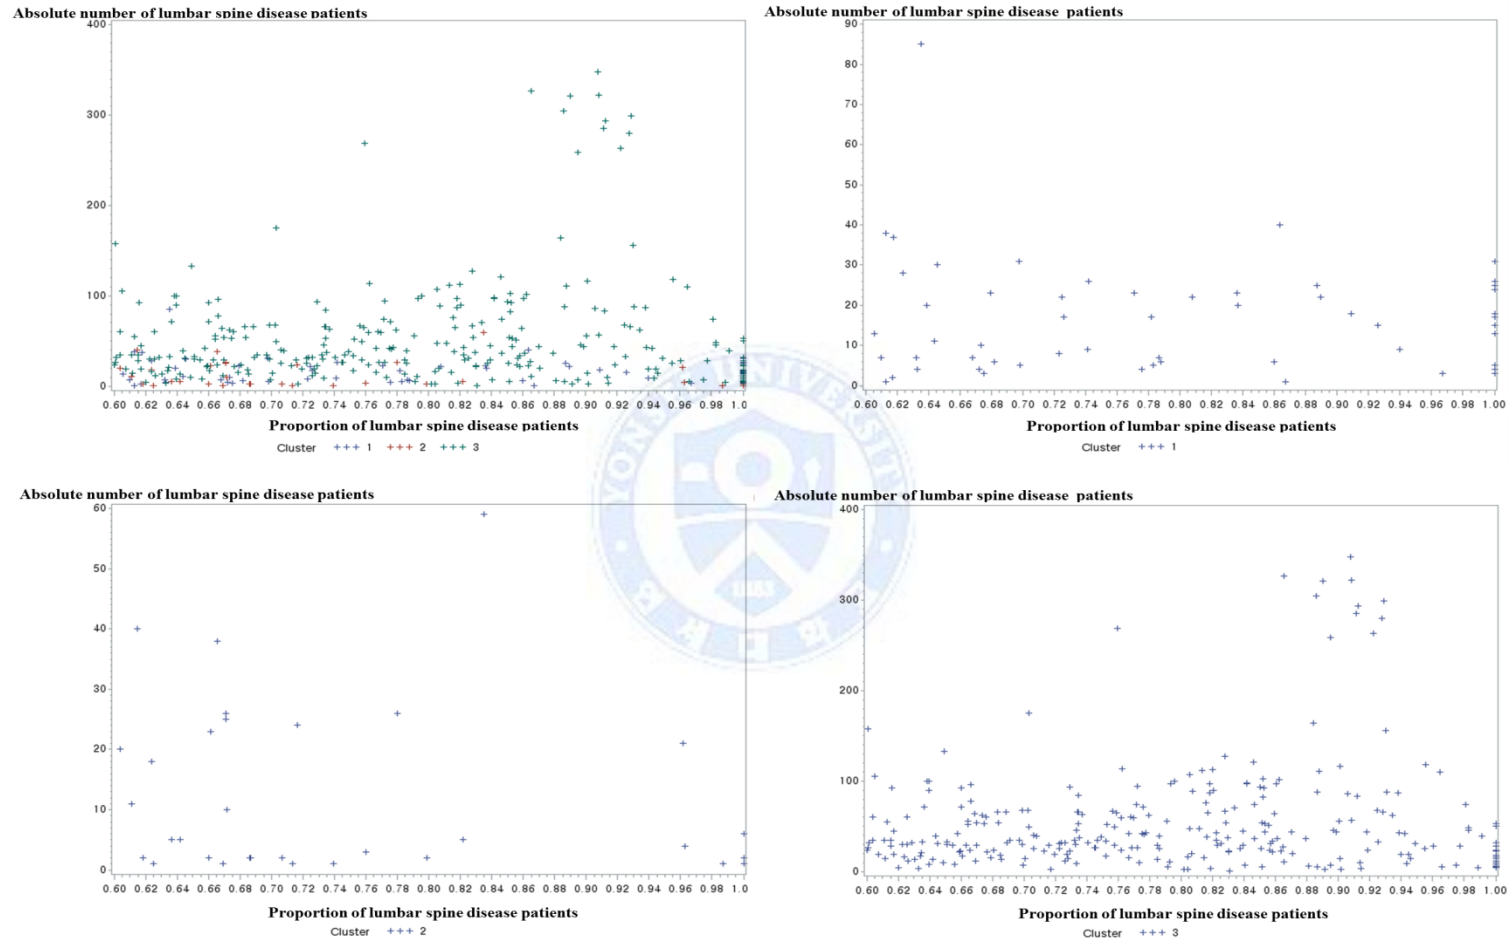 Absolute number of lumbar spine disease patients
400
300
200
100
0
0.60 0.62 0.64 0.66 0.68 0.70 0.72 0.74 0.76 0.78 0.80 0.82 0.84 0.86 0.88 0.90 0.92 0.94 0.96 0.98 1.0
Proportion of lumbar spine disease patients
Cluster +++ 1 +++ 2 +++ 3
Absolute number of lumbar spine disease patients
90
80
70
60
50
40
30
20
10
0
0.60 0.62 0.64 0.66 0.68 0.70 0.72 0.74 0.76 0.78 0.80 0.82 0.84 0.86 0.88 0.90 0.92 0.94 0.96 0.98 1.00
Proportion of lumbar spine disease patients
Cluster +++ 1
YONSEI UNIVERSITY
1885
Absolute number of lumbar spine disease patients
60
50
40
30
20
10
0
0.60 0.62 0.64 0.66 0.68 0.70 0.72 0.74 0.76 0.78 0.80 0.82 0.84 0.86 0.88 0.90 0.92 0.94 0.96 0.98 1.0
Proportion of lumbar spine disease patients
Cluster +++ 2
Absolute number of lumbar spine disease patients
400
300
200
100
0
0.60 0.62 0.64 0.66 0.68 0.70 0.72 0.74 0.76 0.78 0.80 0.82 0.84 0.86 0.88 0.90 0.92 0.94 0.96 0.98 1.00
Proportion of lumbar spine disease patients
Cluster +++ 3